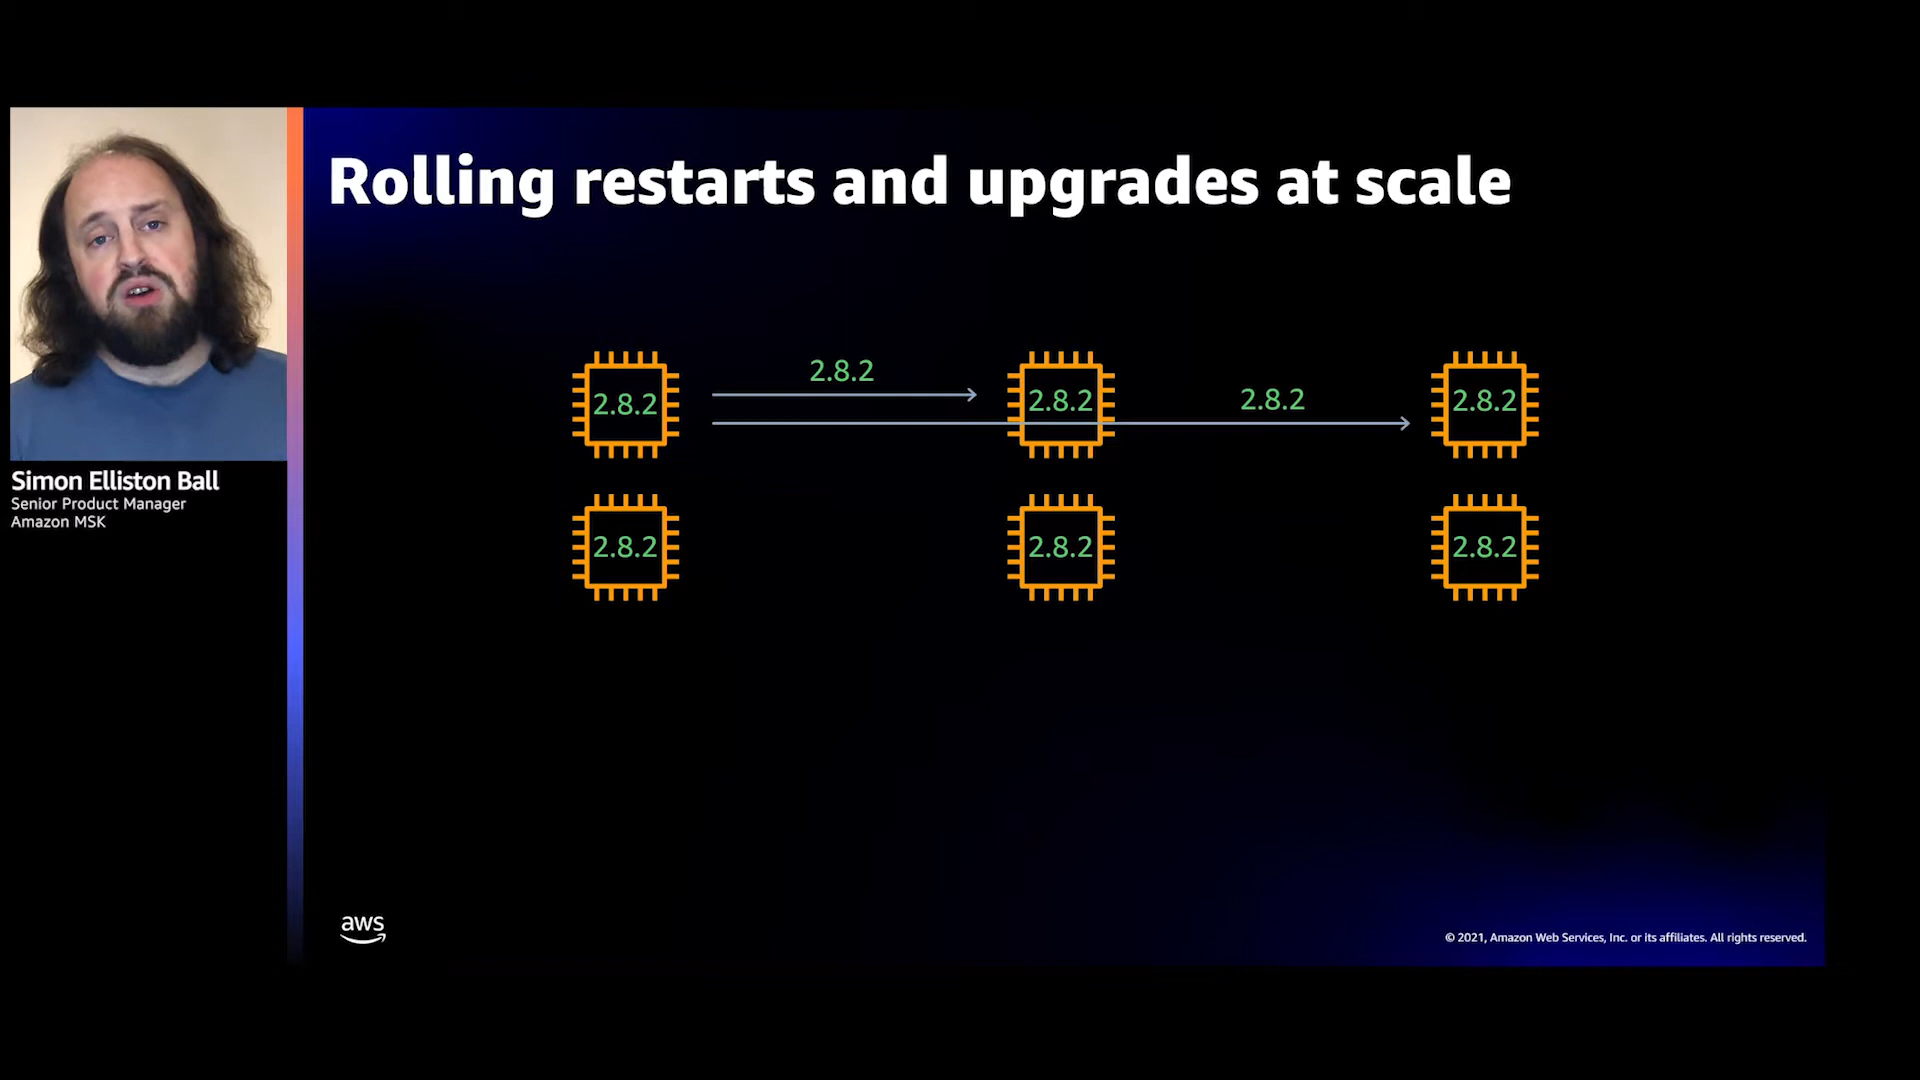 Rolling restarts and upgrades at scale
2.8.2
2.8.2
2.8.2
2.8.2
2.8.2
2.8.2
2.8.2
2.8.2
Simon Elliston Ball
Senior Product Manager
Amazon MSK
aws
© 2021, Amazon Web Services, Inc. or its affiliates. All rights reserved.